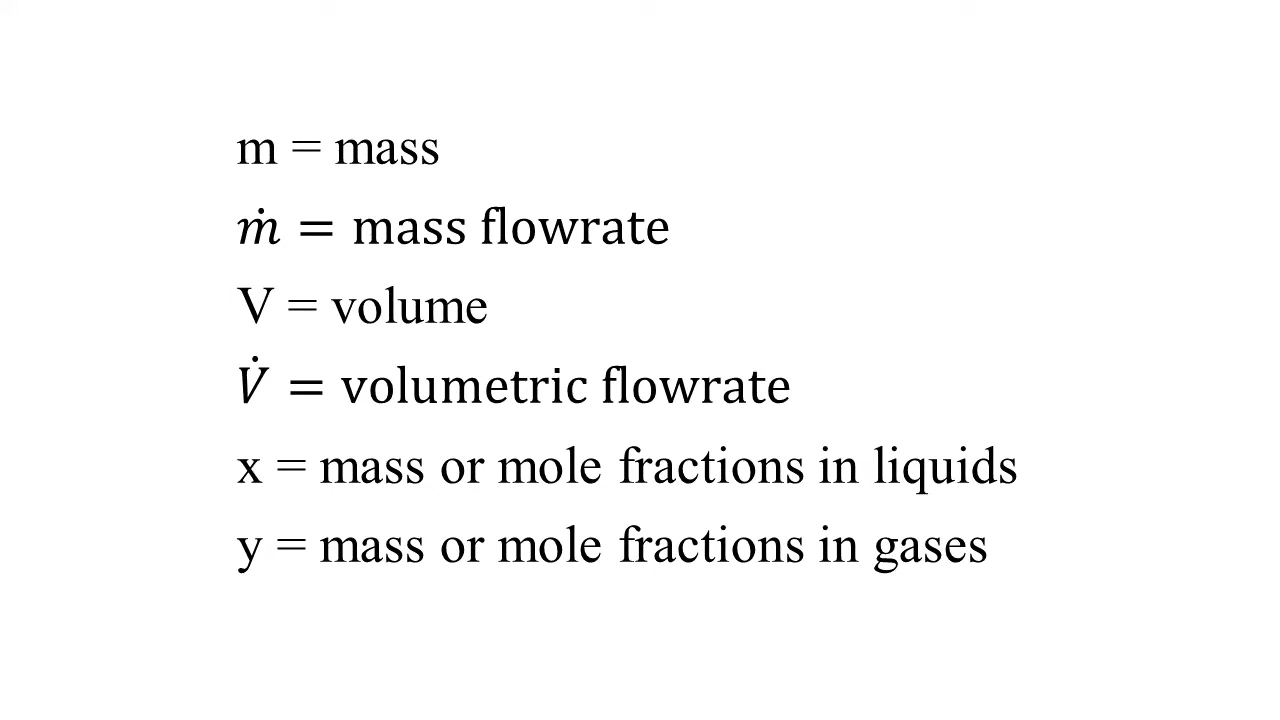 m = mass
ṁ = mass flowrate
V = volume
V̇ = volumetric flowrate
x = mass or mole fractions in liquids
y = mass or mole fractions in gases